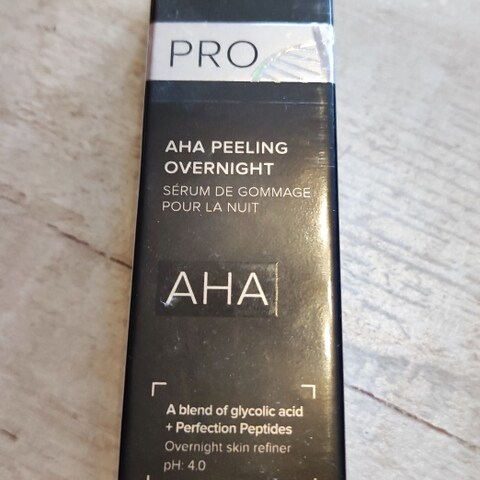 PRO
AHA PEELING
OVERNIGHT
SÉRUM DE GOMMAGE
POUR LA NUIT
AHA
A blend of glycolic acid
+ Perfection Peptides
Overnight skin refiner
pH: 4.0